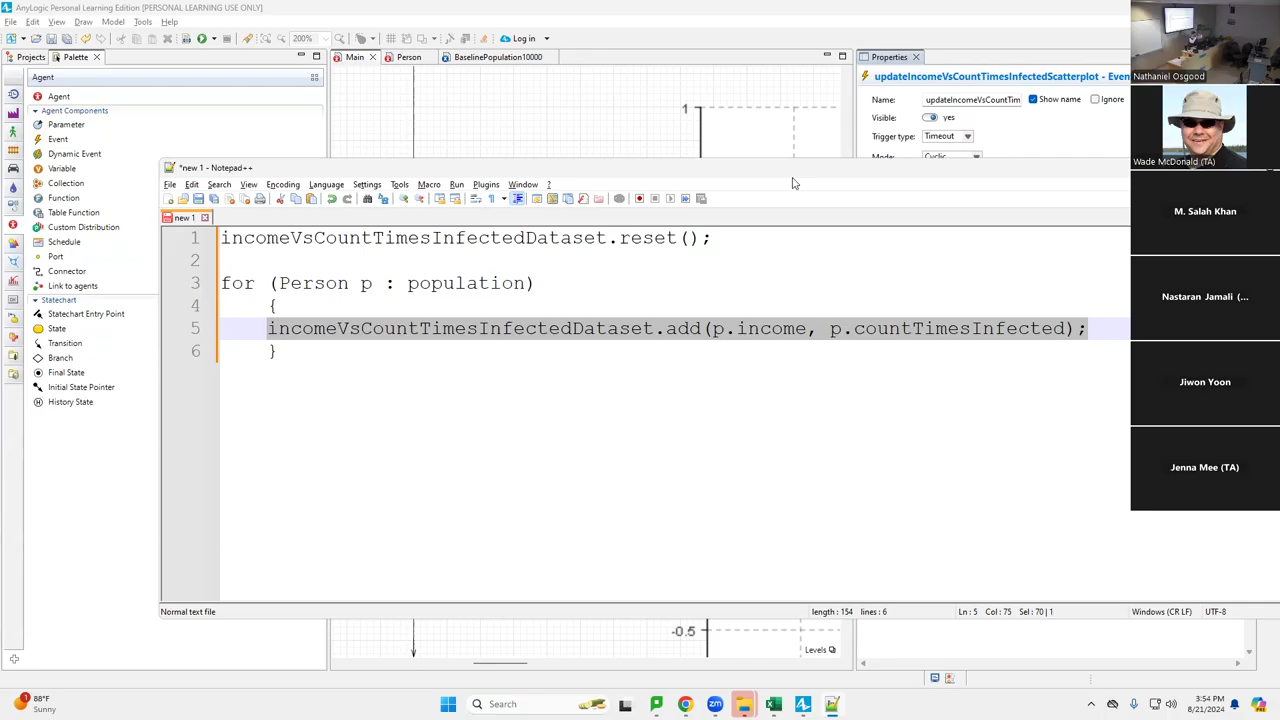 AnyLogic Personal Learning Edition [PERSONAL LEARNING USE ONLY]
File Edit View Draw Model Tools Help
200% Log in
Projects Palette Main Person BaselinePopulation10000 Properties
Agent
Agent
Agent Components
Parameter
Event
Dynamic Event
Variable
Collection
Function
Table Function
Custom Distribution
Schedule
Port
Connector
Link to agents
Statechart
Statechart Entry Point
State
Transition
Branch
Final State
Initial State Pointer
History State
1
-0.5
Levels
updateIncomeVsCountTimesInfectedScatterplot - Even
Name: updateIncomeVsCountTim Show name Ignore
Visible: yes
Trigger type: Timeout
Mode: Cyclic
*new 1 - Notepad++
File Edit Search View Encoding Language Settings Tools Macro Run Plugins Window ?
new 1
1 incomeVsCountTimesInfectedDataset.reset();
2
3 for (Person p : population)
4 {
5 incomeVsCountTimesInfectedDataset.add(p.income, p.countTimesInfected);
6 }
Normal text file length : 154 lines : 6 Ln : 5 Col : 75 Sel : 70 | 1 Windows (CR LF) UTF-8
Nathaniel Osgood
Wade McDonald (TA)
M. Salah Khan
Nastaran Jamali (...
Jiwon Yoon
Jenna Mee (TA)
88°F
Sunny
Search
3:54 PM
8/21/2024